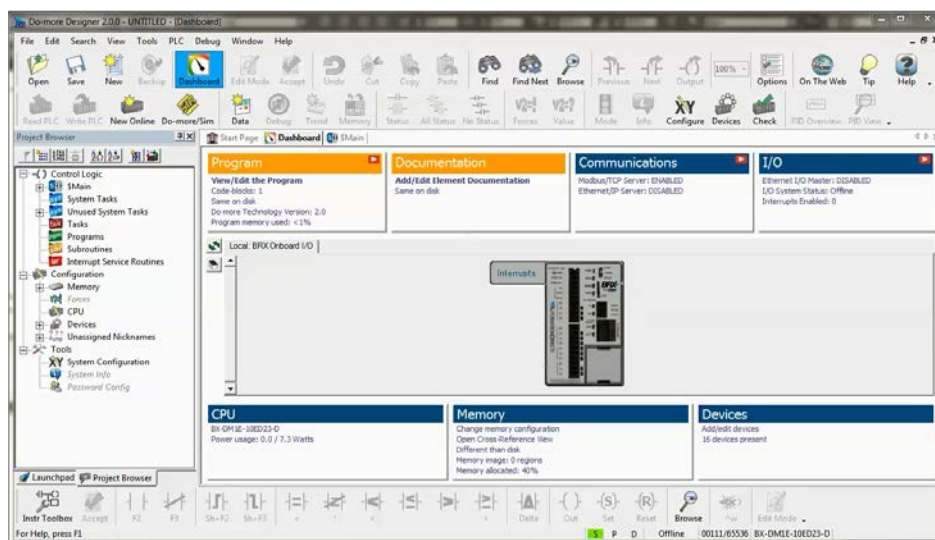 Do-more Designer 2.0.0 - UNTITLED - [Dashboard]
File Edit Search View Tools PLC Debug Window Help
Open Save New Backup Dashboard Edit Mode Accept Undo Cut Copy Paste Find Find Next Browse Previous Next Output 100% Options On The Web Tip Help
Read PLC Write PLC New Online Do-more/Sim Data Debug Trend Memory Status All Status No Status Forces Value Mode Info XY Configure Devices Check PID Overview PID View
Project Browser
Start Page Dashboard $Main
Control Logic
$Main
System Tasks
Unused System Tasks
Tasks
Programs
Subroutines
Interrupt Service Routines
Configuration
Memory
Forces
CPU
Devices
Unassigned Nicknames
Tools
XY System Configuration
System Info
Password Config
Launchpad Project Browser
Program
View/Edit the Program
Code-blocks: 1
Same on disk
Do-more Technology Version: 2.0
Program memory used: <1%
Documentation
Add/Edit Element Documentation
Same on disk
Communications
Modbus/TCP Server: ENABLED
Ethernet/IP Server: DISABLED
I/O
Ethernet I/O Master: DISABLED
I/O System Status: Offline
Interrupts Enabled: 0
Local: BRX Onboard I/O
Interrupts
BRX
CPU
BX-DM1E-10ED23-D
Power usage: 0.0 / 7.3 Watts
Memory
Change memory configuration
Open Cross-Reference View
Different than disk
Memory image: 0 regions
Memory allocated: 40%
Devices
Add/edit devices
16 devices present
Instr Toolbox Accept F2 F3 Sh+F2 Sh+F3 = < > Delta Out Set Reset Browse ^w Edit Mode
For Help, press F1
S P D Offline 00111/65536 BX-DM1E-10ED23-D